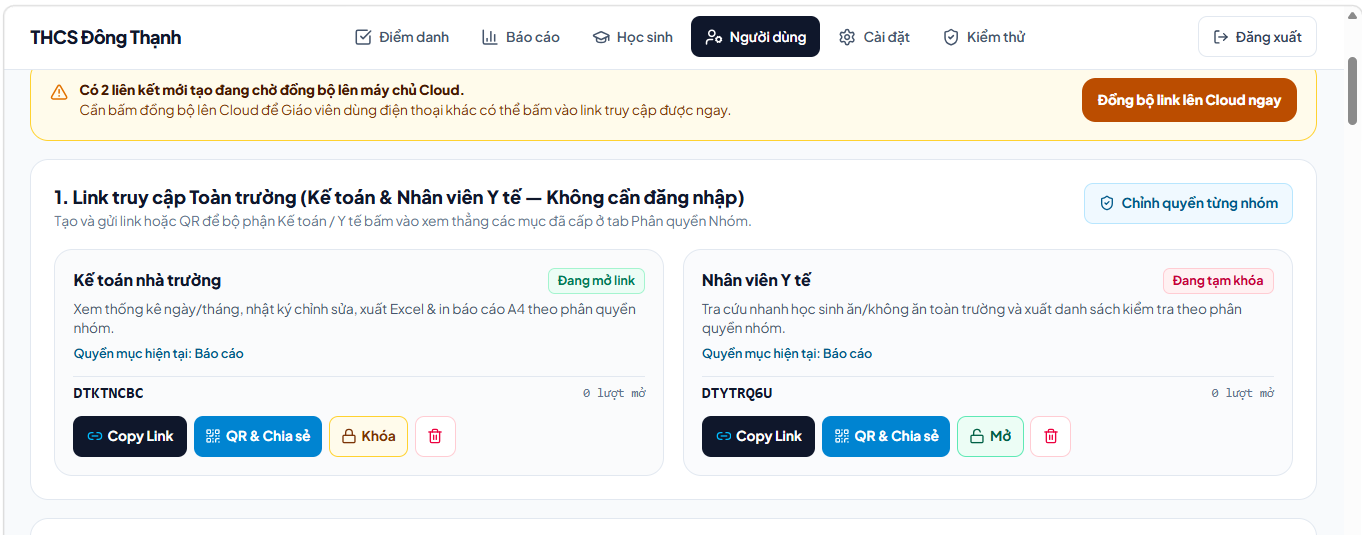 THCS Đông Thạnh
Điểm danh
Báo cáo
Học sinh
Người dùng
Cài đặt
Kiểm thử
Đăng xuất
Có 2 liên kết mới tạo đang chờ đồng bộ lên máy chủ Cloud.
Cần bấm đồng bộ lên Cloud để Giáo viên dùng điện thoại khác có thể bấm vào link truy cập được ngay.
Đồng bộ link lên Cloud ngay
1. Link truy cập Toàn trường (Kế toán & Nhân viên Y tế — Không cần đăng nhập)
Tạo và gửi link hoặc QR để bộ phận Kế toán / Y tế bấm vào xem thẳng các mục đã cấp ở tab Phân quyền Nhóm.
Chỉnh quyền từng nhóm
Kế toán nhà trường
Đang mở link
Xem thống kê ngày/tháng, nhật ký chỉnh sửa, xuất Excel & in báo cáo A4 theo phân quyền
nhóm.
Quyền mục hiện tại: Báo cáo
DTKTNCBC
0 lượt mở
Copy Link
QR & Chia sẻ
Khóa
Nhân viên Y tế
Đang tạm khóa
Tra cứu nhanh học sinh ăn/không ăn toàn trường và xuất danh sách kiểm tra theo phân
quyền nhóm.
Quyền mục hiện tại: Báo cáo
DTYTRQ6U
0 lượt mở
Copy Link
QR & Chia sẻ
Mở